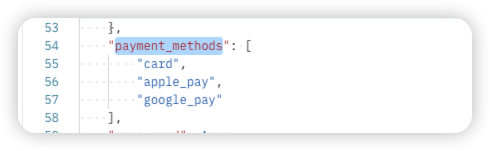 53 },
54 "payment_methods": [
55 "card",
56 "apple_pay",
57 "google_pay"
58 ],